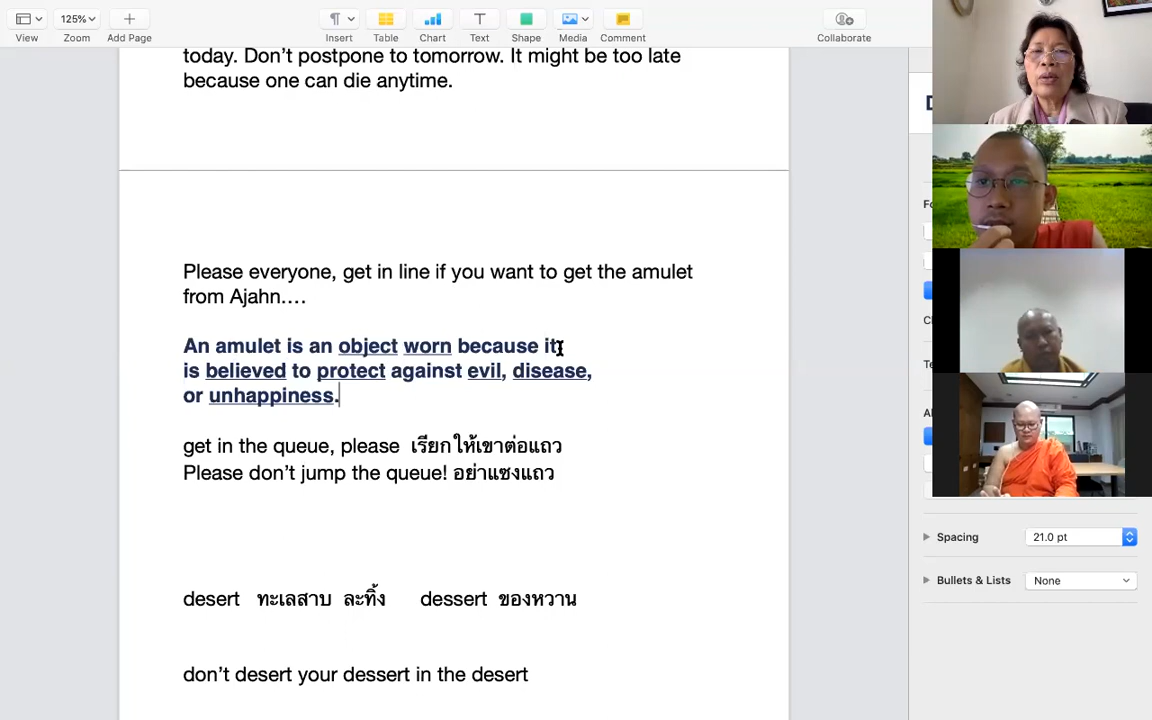 125%
View
Zoom
Add Page
Insert
Table
Chart
Text
Shape
Media
Comment
Collaborate
today. Don’t postpone to tomorrow. It might be too late
because one can die anytime.
Please everyone, get in line if you want to get the amulet
from Ajahn….
An amulet is an object worn because it
is believed to protect against evil, disease,
or unhappiness.
get in the queue, please เรียกให้เขาต่อแถว
Please don’t jump the queue! อย่าแซงแถว
desert ทะเลสาบ ละทิ้ง dessert ของหวาน
don’t desert your dessert in the desert
Spacing
21.0 pt
Bullets & Lists
None